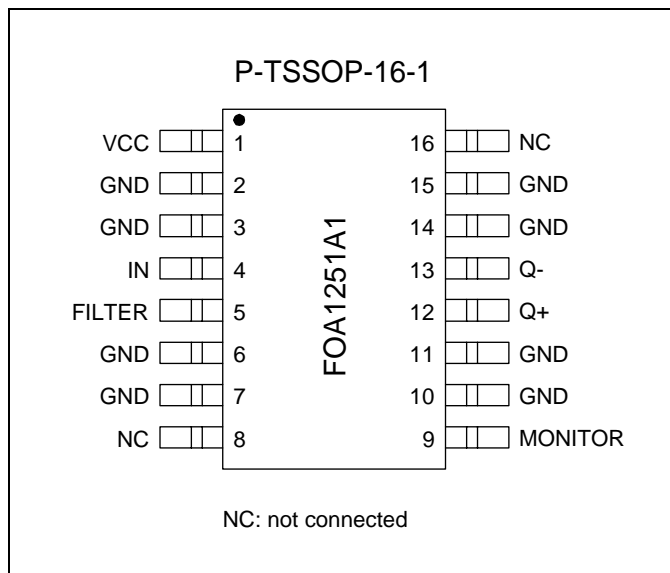 P-TSSOP-16-1
VCC 1 16 NC
GND 2 15 GND
GND 3 14 GND
IN 4 13 Q-
FILTER 5 12 Q+
GND 6 11 GND
GND 7 10 GND
NC 8 9 MONITOR
FOA1251A1
NC: not connected